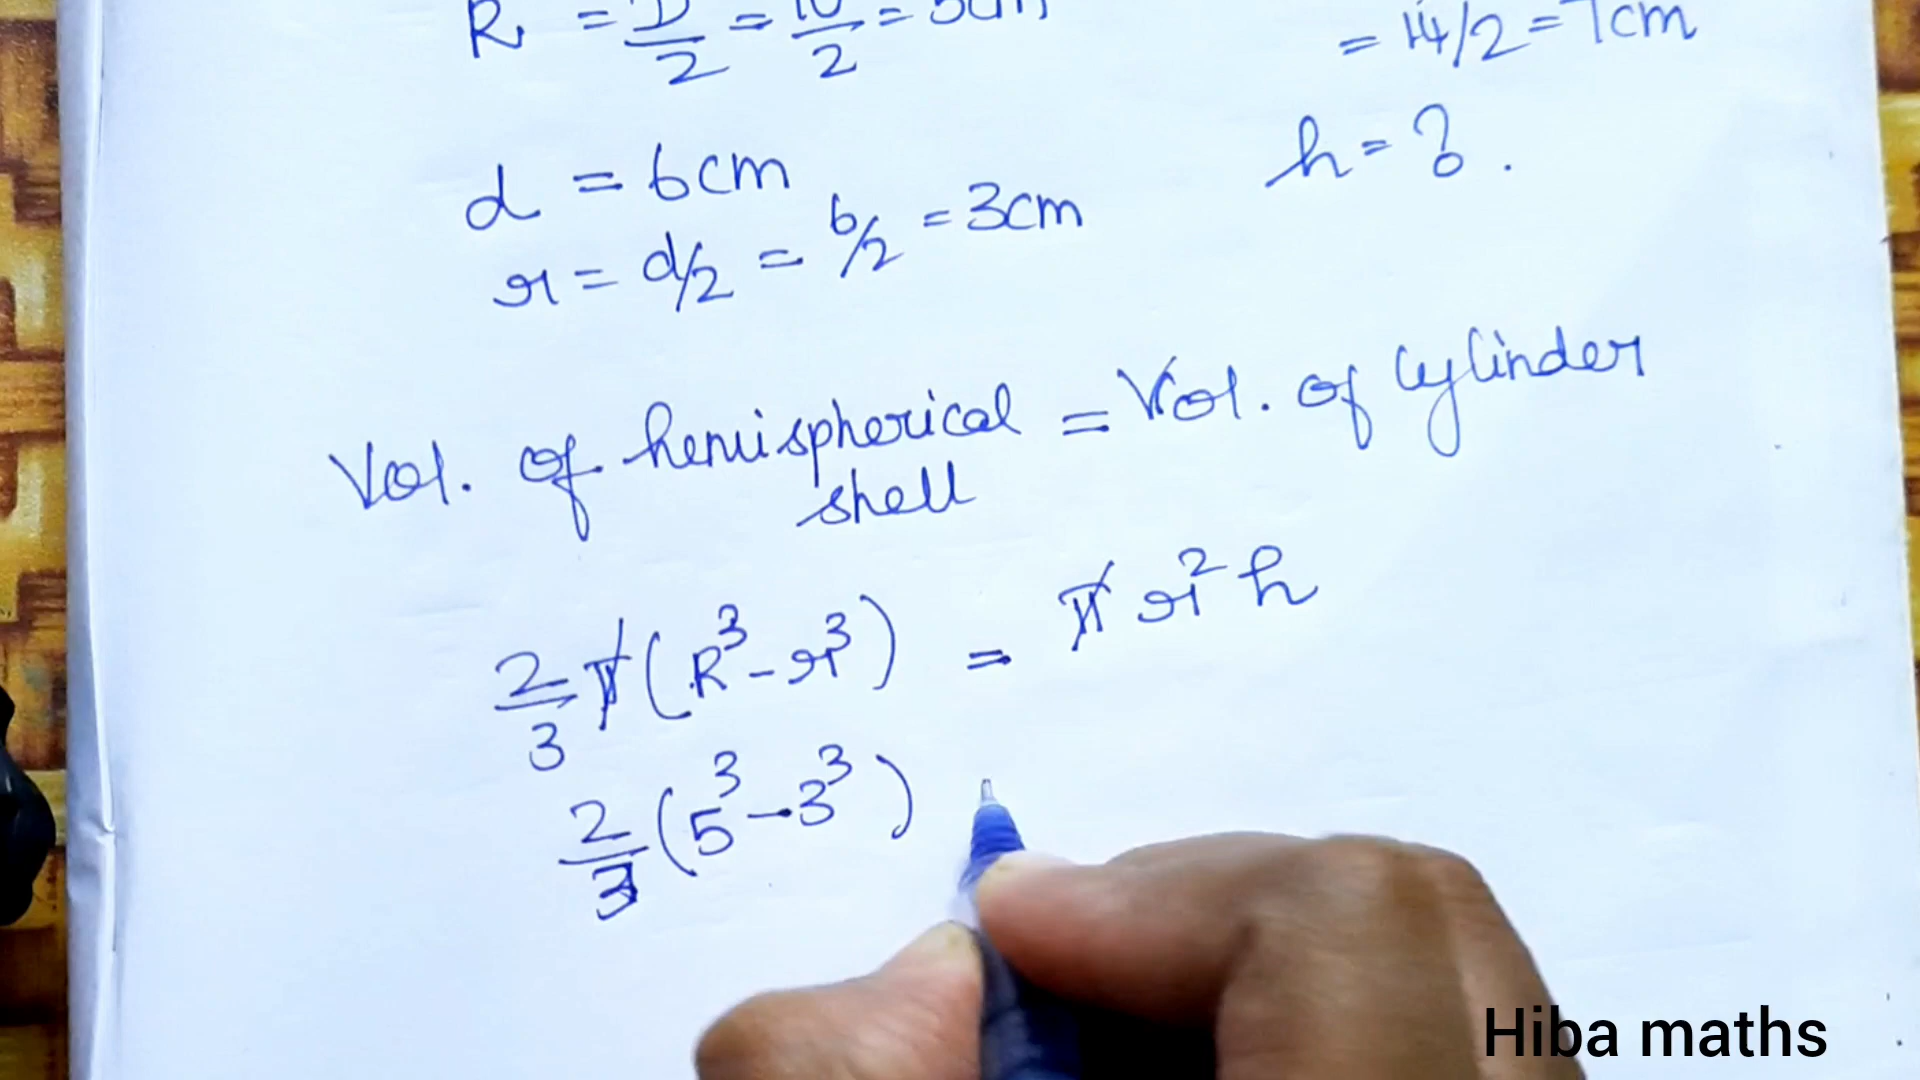 R = D/2 = 10/2 = 5cm
= 14/2 = 7cm
h = ?.
d = 6cm
r = d/2 = 6/2 = 3cm
Vol. of hemispherical shell = Vol. of cylinder
2/3 π (R³ - r³) = π r² h
2/3 (5³ - 3³)
Hiba maths